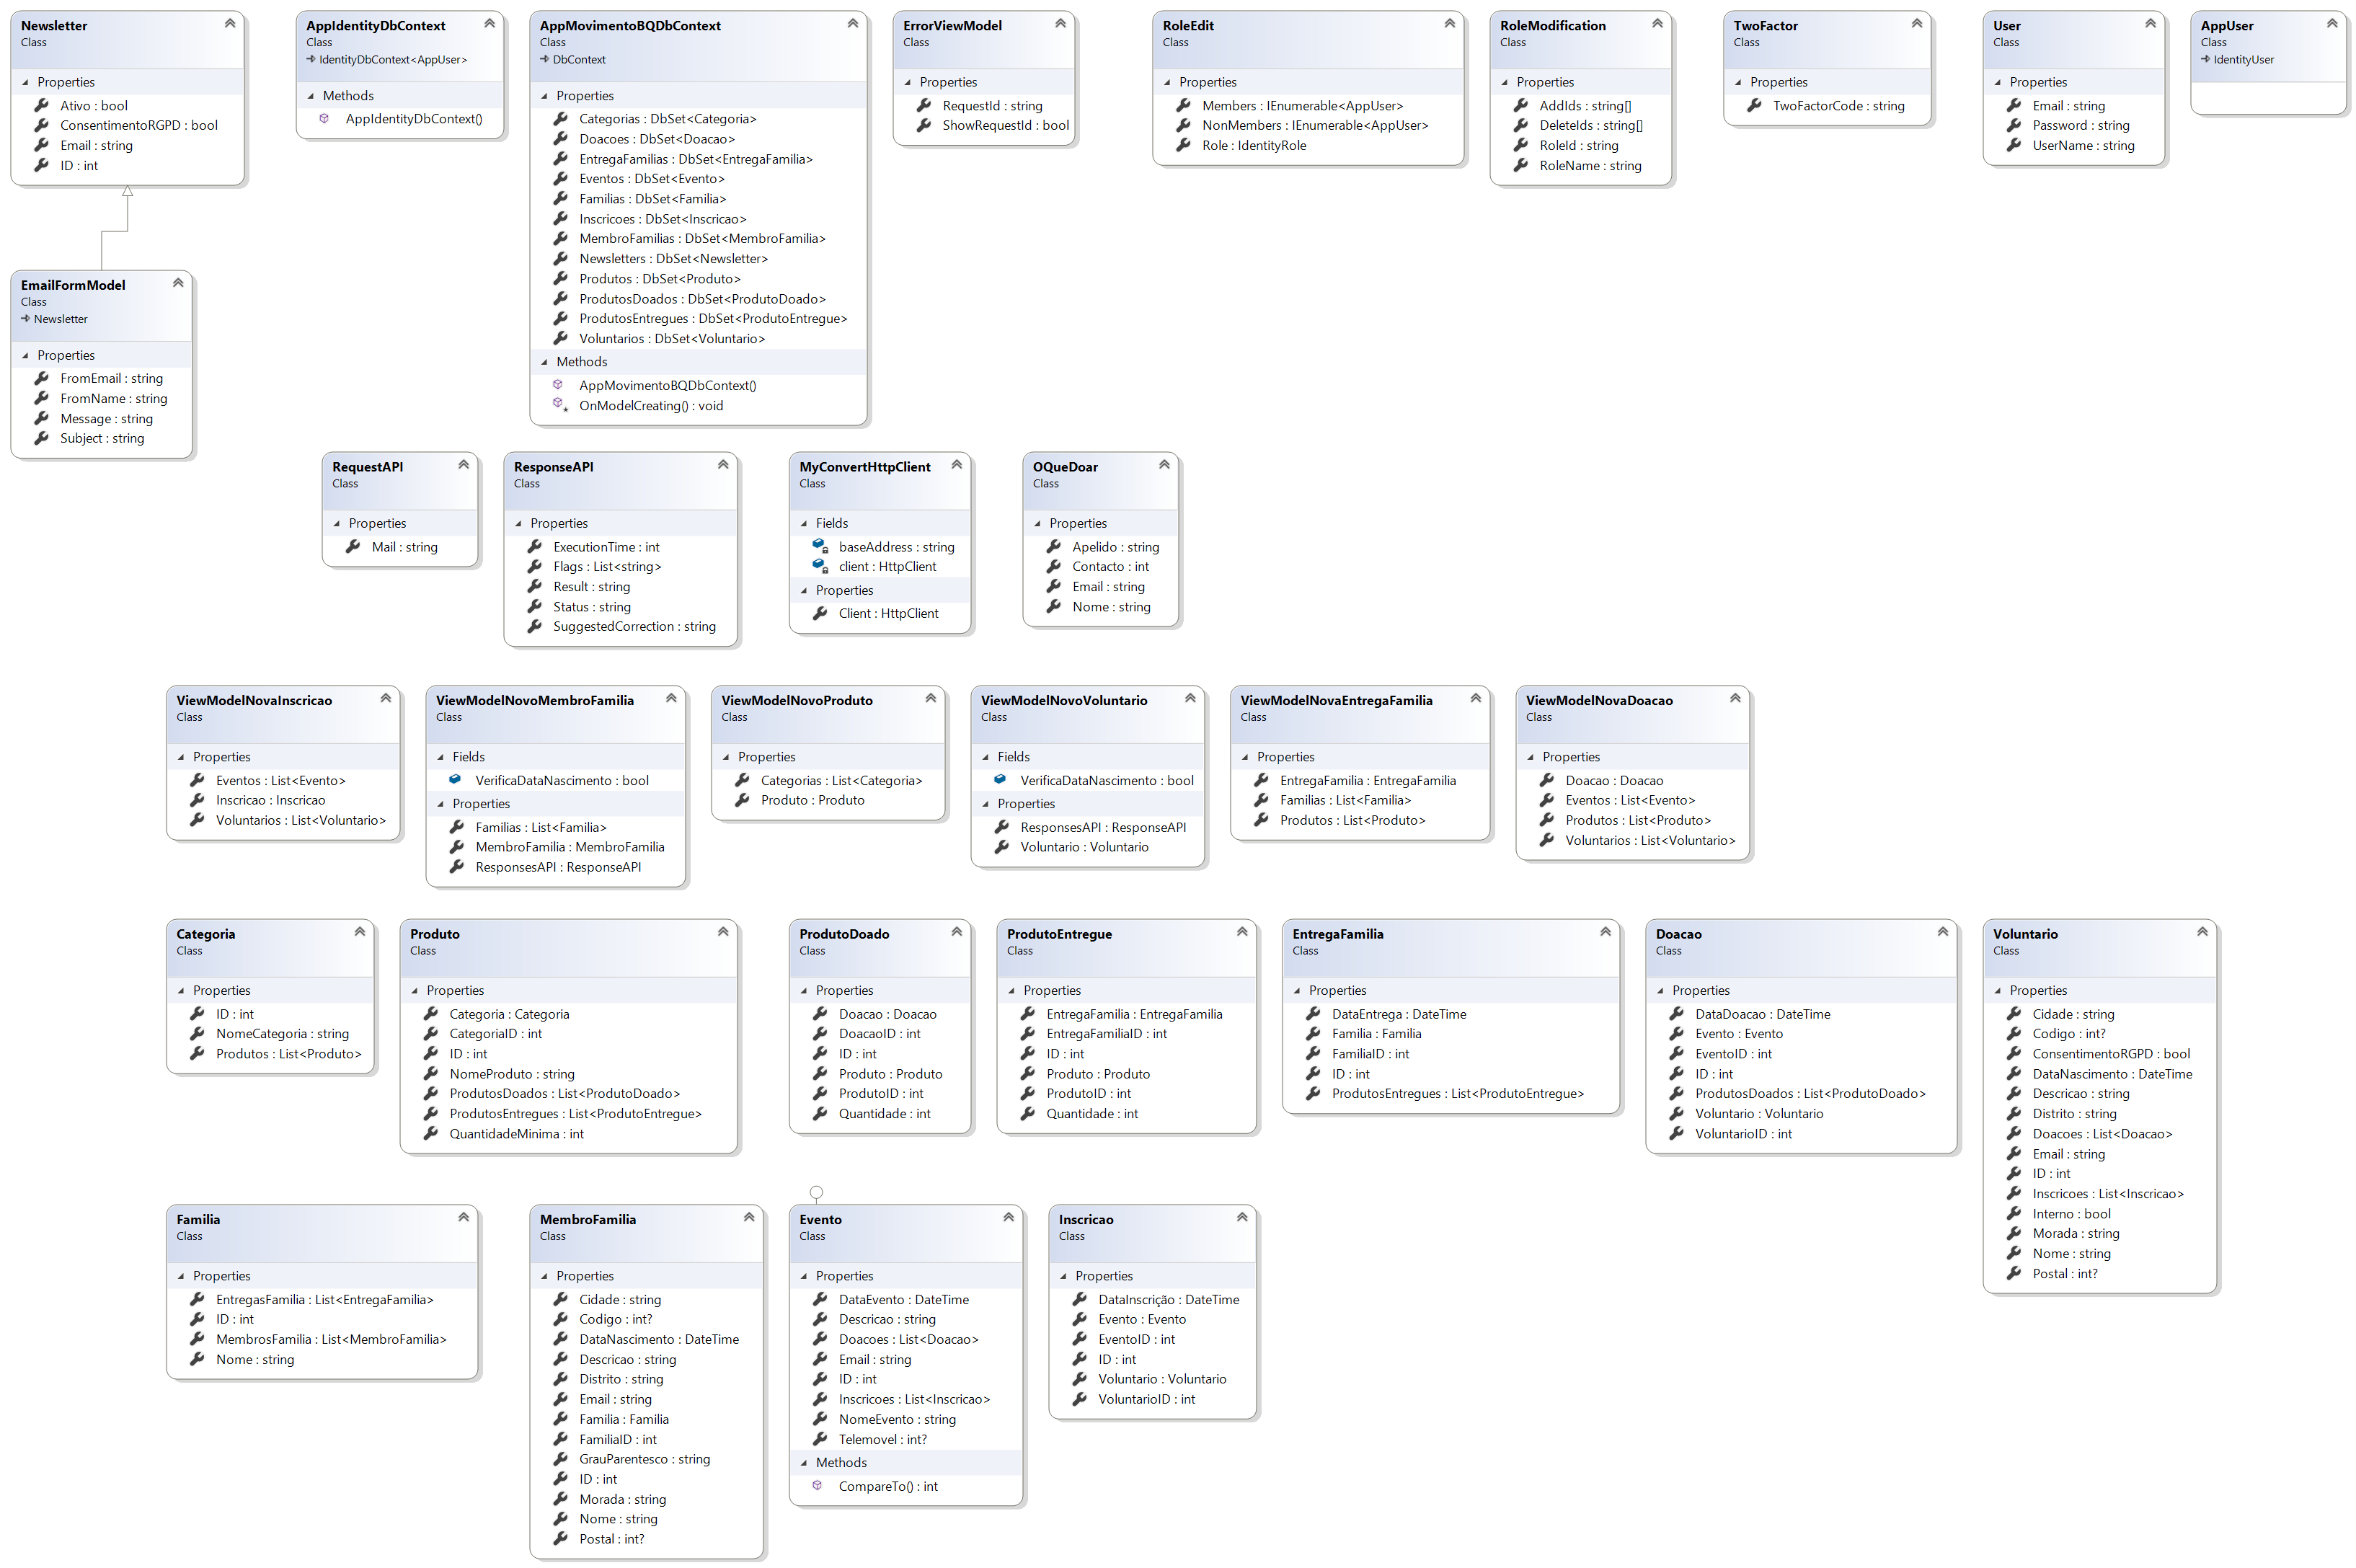 Newsletter
Class
Properties
Ativo : bool
ConsentimentoRGPD : bool
Email : string
ID : int
AppIdentityDbContext
Class
IdentityDbContext<AppUser>
Methods
AppIdentityDbContext()
AppMovimentoBQDbContext
Class
DbContext
Properties
Categorias : DbSet<Categoria>
Doacoes : DbSet<Doacao>
EntregaFamilias : DbSet<EntregaFamilia>
Eventos : DbSet<Evento>
Familias : DbSet<Familia>
Inscricoes : DbSet<Inscricao>
MembroFamilias : DbSet<MembroFamilia>
Newsletters : DbSet<Newsletter>
Produtos : DbSet<Produto>
ProdutosDoados : DbSet<ProdutoDoado>
ProdutosEntregues : DbSet<ProdutoEntregue>
Voluntarios : DbSet<Voluntario>
Methods
AppMovimentoBQDbContext()
OnModelCreating() : void
ErrorViewModel
Class
Properties
RequestId : string
ShowRequestId : bool
RoleEdit
Class
Properties
Members : IEnumerable<AppUser>
NonMembers : IEnumerable<AppUser>
Role : IdentityRole
RoleModification
Class
Properties
AddIds : string[]
DeleteIds : string[]
RoleId : string
RoleName : string
TwoFactor
Class
Properties
TwoFactorCode : string
User
Class
Properties
Email : string
Password : string
UserName : string
AppUser
Class
IdentityUser
EmailFormModel
Class
Newsletter
Properties
FromEmail : string
FromName : string
Message : string
Subject : string
RequestAPI
Class
Properties
Mail : string
ResponseAPI
Class
Properties
ExecutionTime : int
Flags : List<string>
Result : string
Status : string
SuggestedCorrection : string
MyConvertHttpClient
Class
Fields
baseAddress : string
client : HttpClient
Properties
Client : HttpClient
OQueDoar
Class
Properties
Apelido : string
Contacto : int
Email : string
Nome : string
ViewModelNovaInscricao
Class
Properties
Eventos : List<Evento>
Inscricao : Inscricao
Voluntarios : List<Voluntario>
ViewModelNovoMembroFamilia
Class
Fields
VerificaDataNascimento : bool
Properties
Familias : List<Familia>
MembroFamilia : MembroFamilia
ResponsesAPI : ResponseAPI
ViewModelNovoProduto
Class
Properties
Categorias : List<Categoria>
Produto : Produto
ViewModelNovoVoluntario
Class
Fields
VerificaDataNascimento : bool
Properties
ResponsesAPI : ResponseAPI
Voluntario : Voluntario
ViewModelNovaEntregaFamilia
Class
Properties
EntregaFamilia : EntregaFamilia
Familias : List<Familia>
Produtos : List<Produto>
ViewModelNovaDoacao
Class
Properties
Doacao : Doacao
Eventos : List<Evento>
Produtos : List<Produto>
Voluntarios : List<Voluntario>
Categoria
Class
Properties
ID : int
NomeCategoria : string
Produtos : List<Produto>
Produto
Class
Properties
Categoria : Categoria
CategoriaID : int
ID : int
NomeProduto : string
ProdutosDoados : List<ProdutoDoado>
ProdutosEntregues : List<ProdutoEntregue>
QuantidadeMinima : int
ProdutoDoado
Class
Properties
Doacao : Doacao
DoacaoID : int
ID : int
Produto : Produto
ProdutoID : int
Quantidade : int
ProdutoEntregue
Class
Properties
EntregaFamilia : EntregaFamilia
EntregaFamiliaID : int
ID : int
Produto : Produto
ProdutoID : int
Quantidade : int
EntregaFamilia
Class
Properties
DataEntrega : DateTime
Familia : Familia
FamiliaID : int
ID : int
ProdutosEntregues : List<ProdutoEntregue>
Doacao
Class
Properties
DataDoacao : DateTime
Evento : Evento
EventoID : int
ID : int
ProdutosDoados : List<ProdutoDoado>
Voluntario : Voluntario
VoluntarioID : int
Voluntario
Class
Properties
Cidade : string
Codigo : int?
ConsentimentoRGPD : bool
DataNascimento : DateTime
Descricao : string
Distrito : string
Doacoes : List<Doacao>
Email : string
ID : int
Inscricoes : List<Inscricao>
Interno : bool
Morada : string
Nome : string
Postal : int?
Familia
Class
Properties
EntregasFamilia : List<EntregaFamilia>
ID : int
MembrosFamilia : List<MembroFamilia>
Nome : string
MembroFamilia
Class
Properties
Cidade : string
Codigo : int?
DataNascimento : DateTime
Descricao : string
Distrito : string
Email : string
Familia : Familia
FamiliaID : int
GrauParentesco : string
ID : int
Morada : string
Nome : string
Postal : int?
Evento
Class
Properties
DataEvento : DateTime
Descricao : string
Doacoes : List<Doacao>
Email : string
ID : int
Inscricoes : List<Inscricao>
NomeEvento : string
Telemovel : int?
Methods
CompareTo() : int
Inscricao
Class
Properties
DataInscrição : DateTime
Evento : Evento
EventoID : int
ID : int
Voluntario : Voluntario
VoluntarioID : int